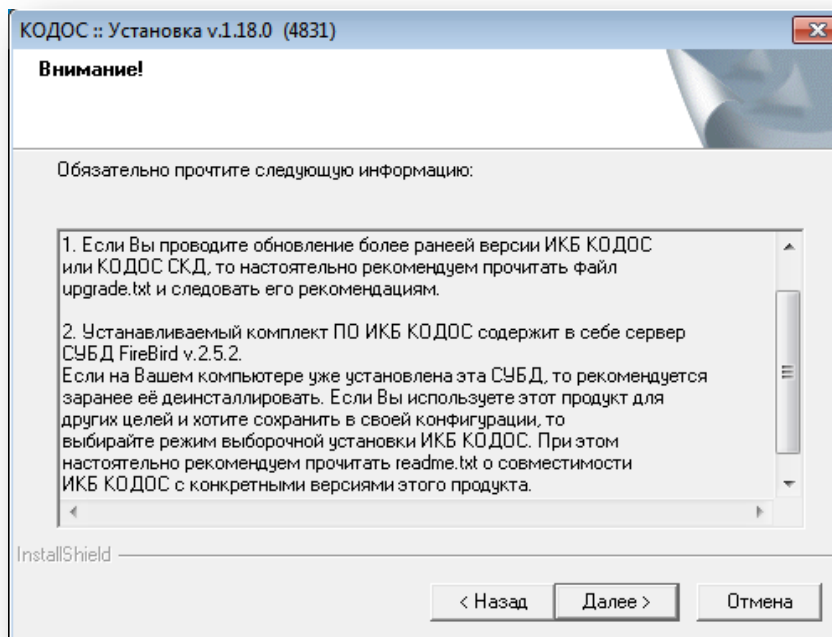 КОДОС :: Установка v.1.18.0 (4831)
Внимание!
Обязательно прочтите следующую информацию:
1. Если Вы проводите обновление более ранеей версии ИКБ КОДОС
или КОДОС СКД, то настоятельно рекомендуем прочитать файл
upgrade.txt и следовать его рекомендациям.
2. Устанавливаемый комплект ПО ИКБ КОДОС содержит в себе сервер
СУБД FireBird v.2.5.2.
Если на Вашем компьютере уже установлена эта СУБД, то рекомендуется
заранее её деинсталлировать. Если Вы используете этот продукт для
других целей и хотите сохранить в своей конфигурации, то
выбирайте режим выборочной установки ИКБ КОДОС. При этом
настоятельно рекомендуем прочитать readme.txt о совместимости
ИКБ КОДОС с конкретными версиями этого продукта.
InstallShield
< Назад
Далее >
Отмена